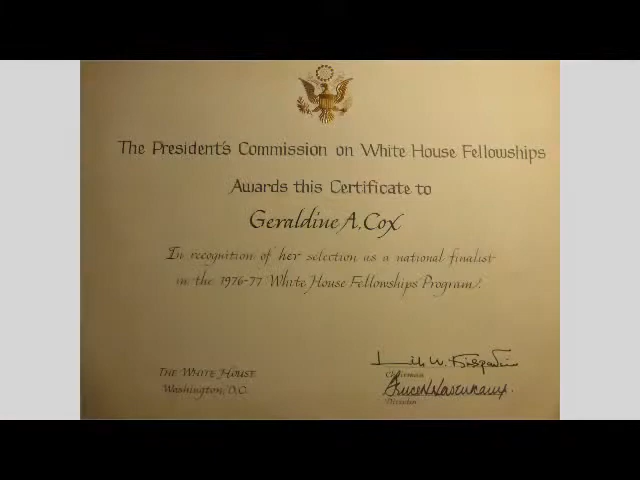 The President's Commission on White House Fellowships
Awards this Certificate to
Geraldine A. Cox
In recognition of her selection as a national finalist
in the 1976-77 White House Fellowships Program.
THE WHITE HOUSE
Washington, D.C.
Chairman
Director